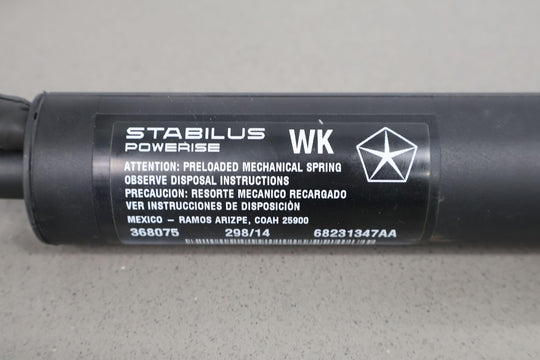 STABILUS WK
POWERISE
ATTENTION: PRELOADED MECHANICAL SPRING
OBSERVE DISPOSAL INSTRUCTIONS
PRECAUCION: RESORTE MECANICO RECARGADO
VER INSTRUCCIONES DE DISPOSICIÓN
MEXICO – RAMOS ARIZPE, COAH 25900
368075 298/14 68231347AA